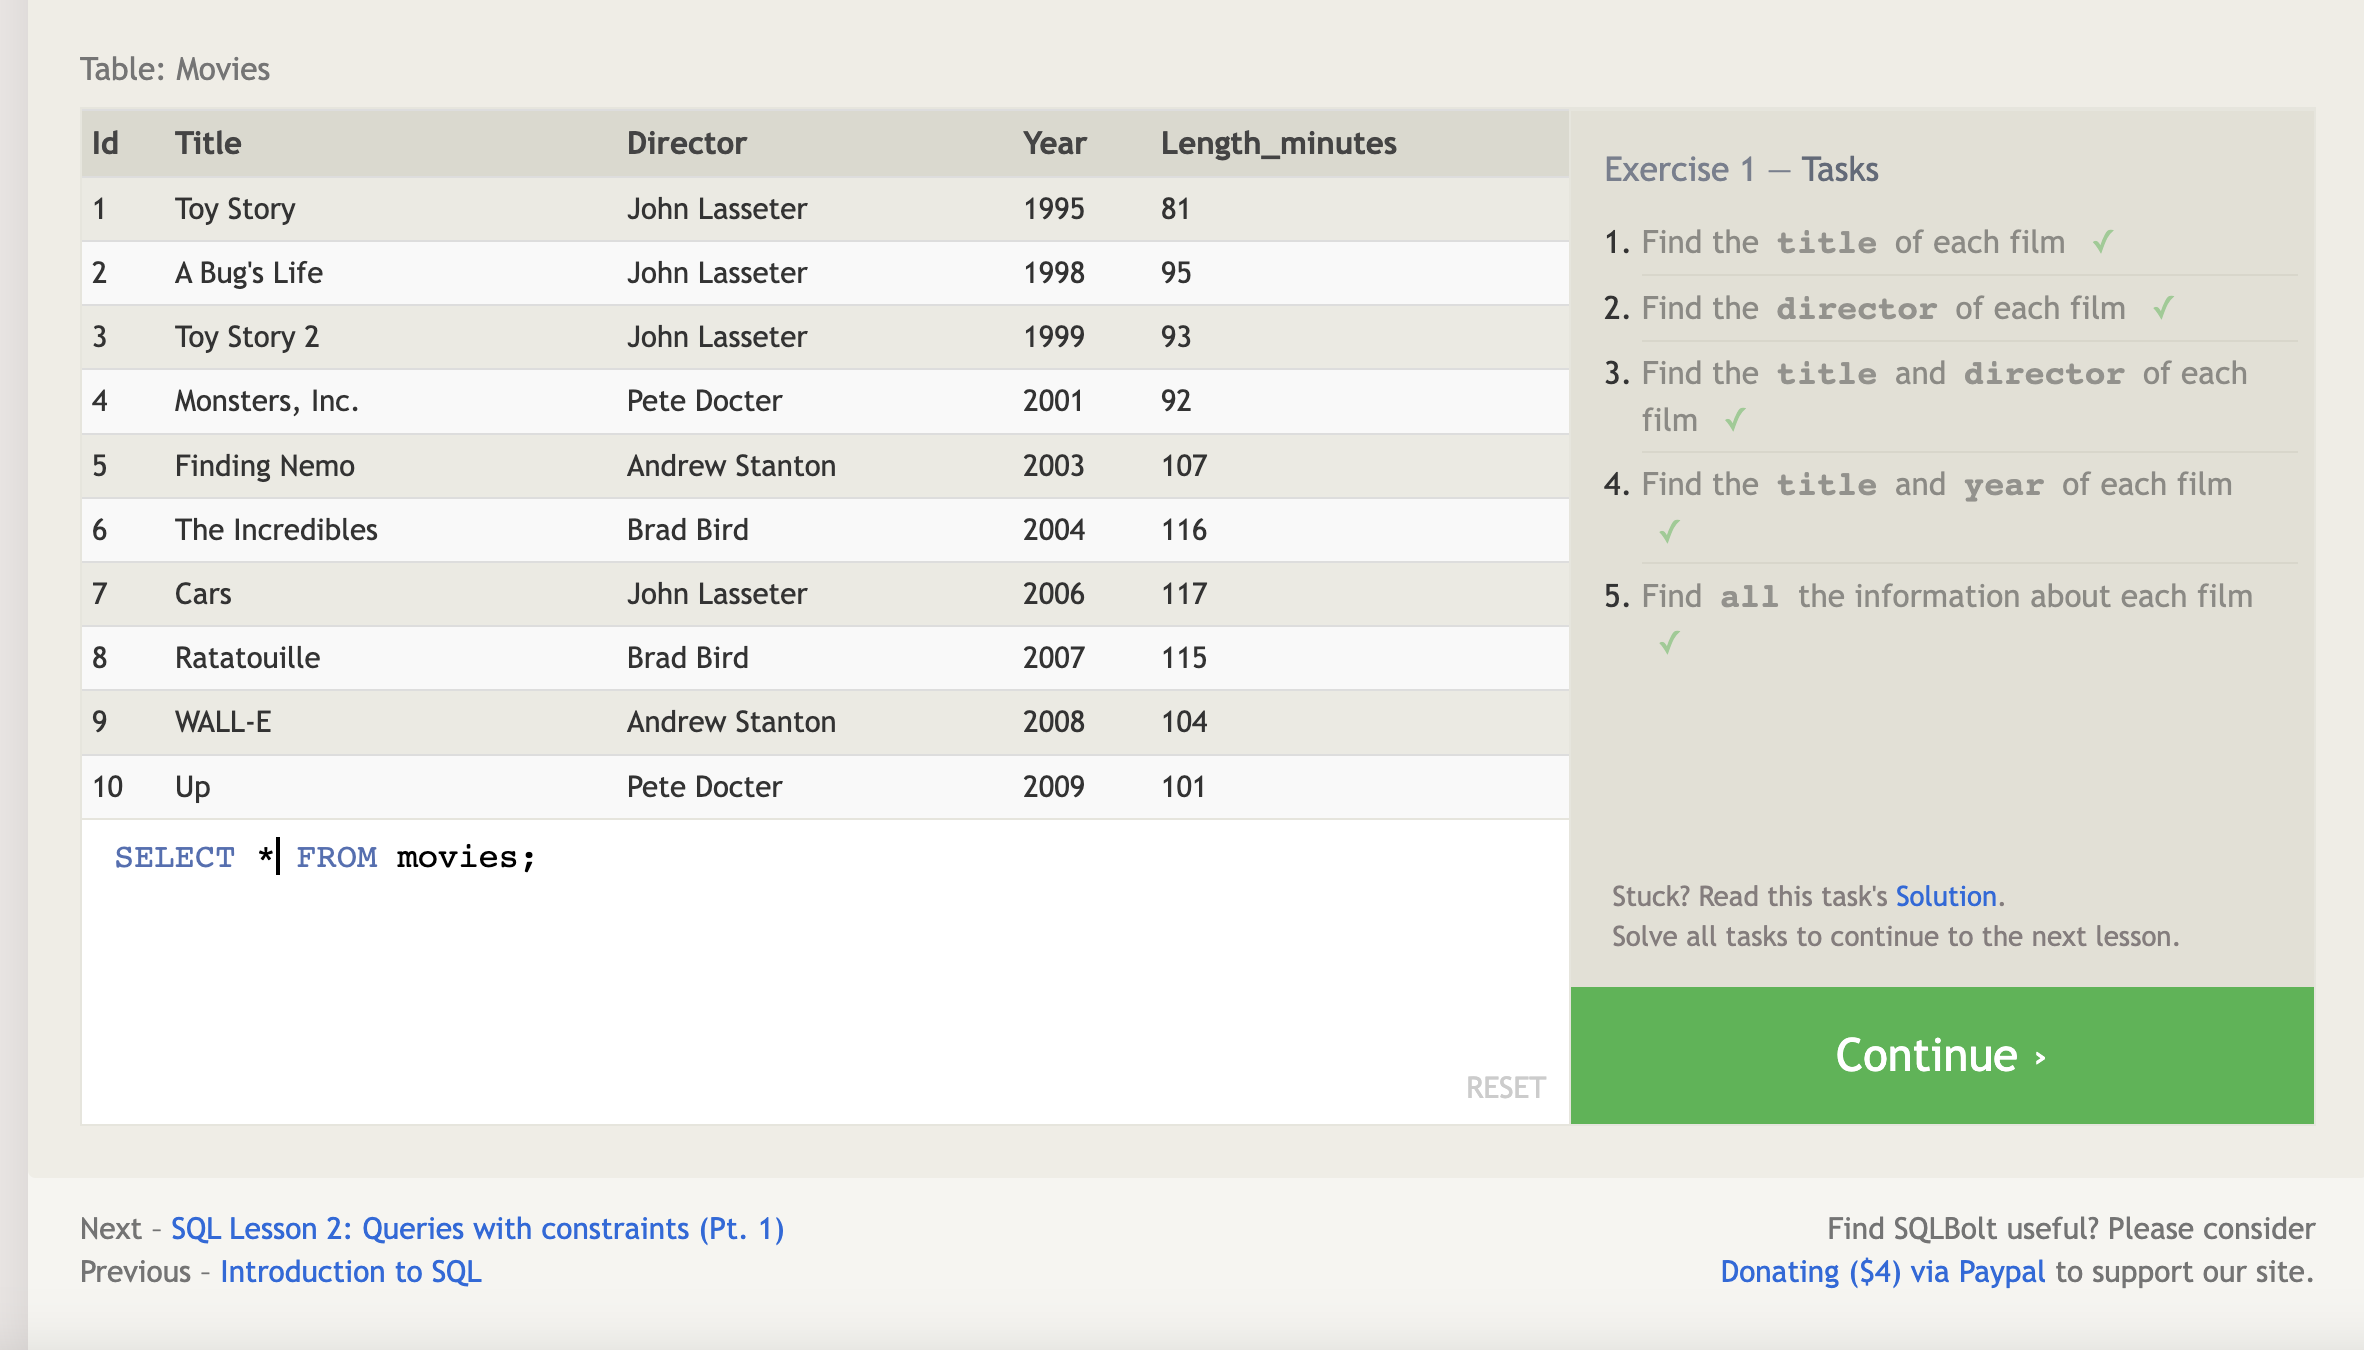 Table: Movies
Id Title Director Year Length_minutes
1 Toy Story John Lasseter 1995 81
2 A Bug's Life John Lasseter 1998 95
3 Toy Story 2 John Lasseter 1999 93
4 Monsters, Inc. Pete Docter 2001 92
5 Finding Nemo Andrew Stanton 2003 107
6 The Incredibles Brad Bird 2004 116
7 Cars John Lasseter 2006 117
8 Ratatouille Brad Bird 2007 115
9 WALL-E Andrew Stanton 2008 104
10 Up Pete Docter 2009 101
SELECT * FROM movies;
RESET
Exercise 1 — Tasks
1. Find the title of each film ✓
2. Find the director of each film ✓
3. Find the title and director of each
film ✓
4. Find the title and year of each film
✓
5. Find all the information about each film
✓
Stuck? Read this task's Solution.
Solve all tasks to continue to the next lesson.
Continue ›
Next – SQL Lesson 2: Queries with constraints (Pt. 1)
Previous – Introduction to SQL
Find SQLBolt useful? Please consider
Donating ($4) via Paypal to support our site.